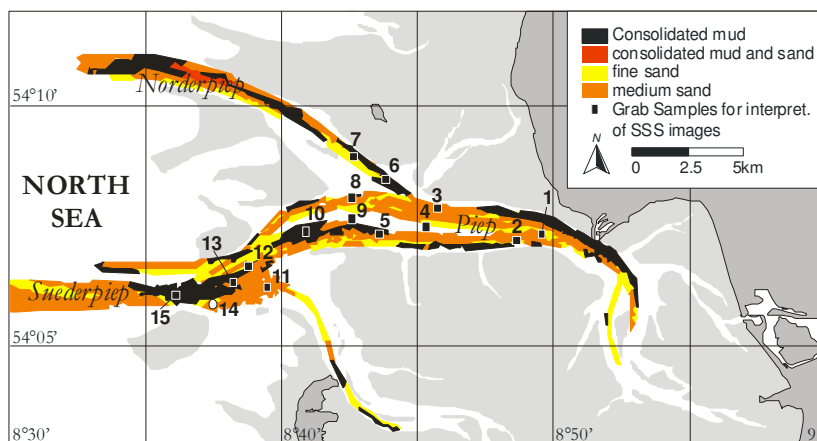 Consolidated mud
consolidated mud and sand
fine sand
medium sand
Grab Samples for interpret.
of SSS images
N
0 2.5 5km
Norderpiep
54°10'
7
6
NORTH
SEA
8
3
1
9
4
Piep
2
10
5
13
12
11
Suederpiep
14
15
54°05'
8°30
8°40
8°50
9